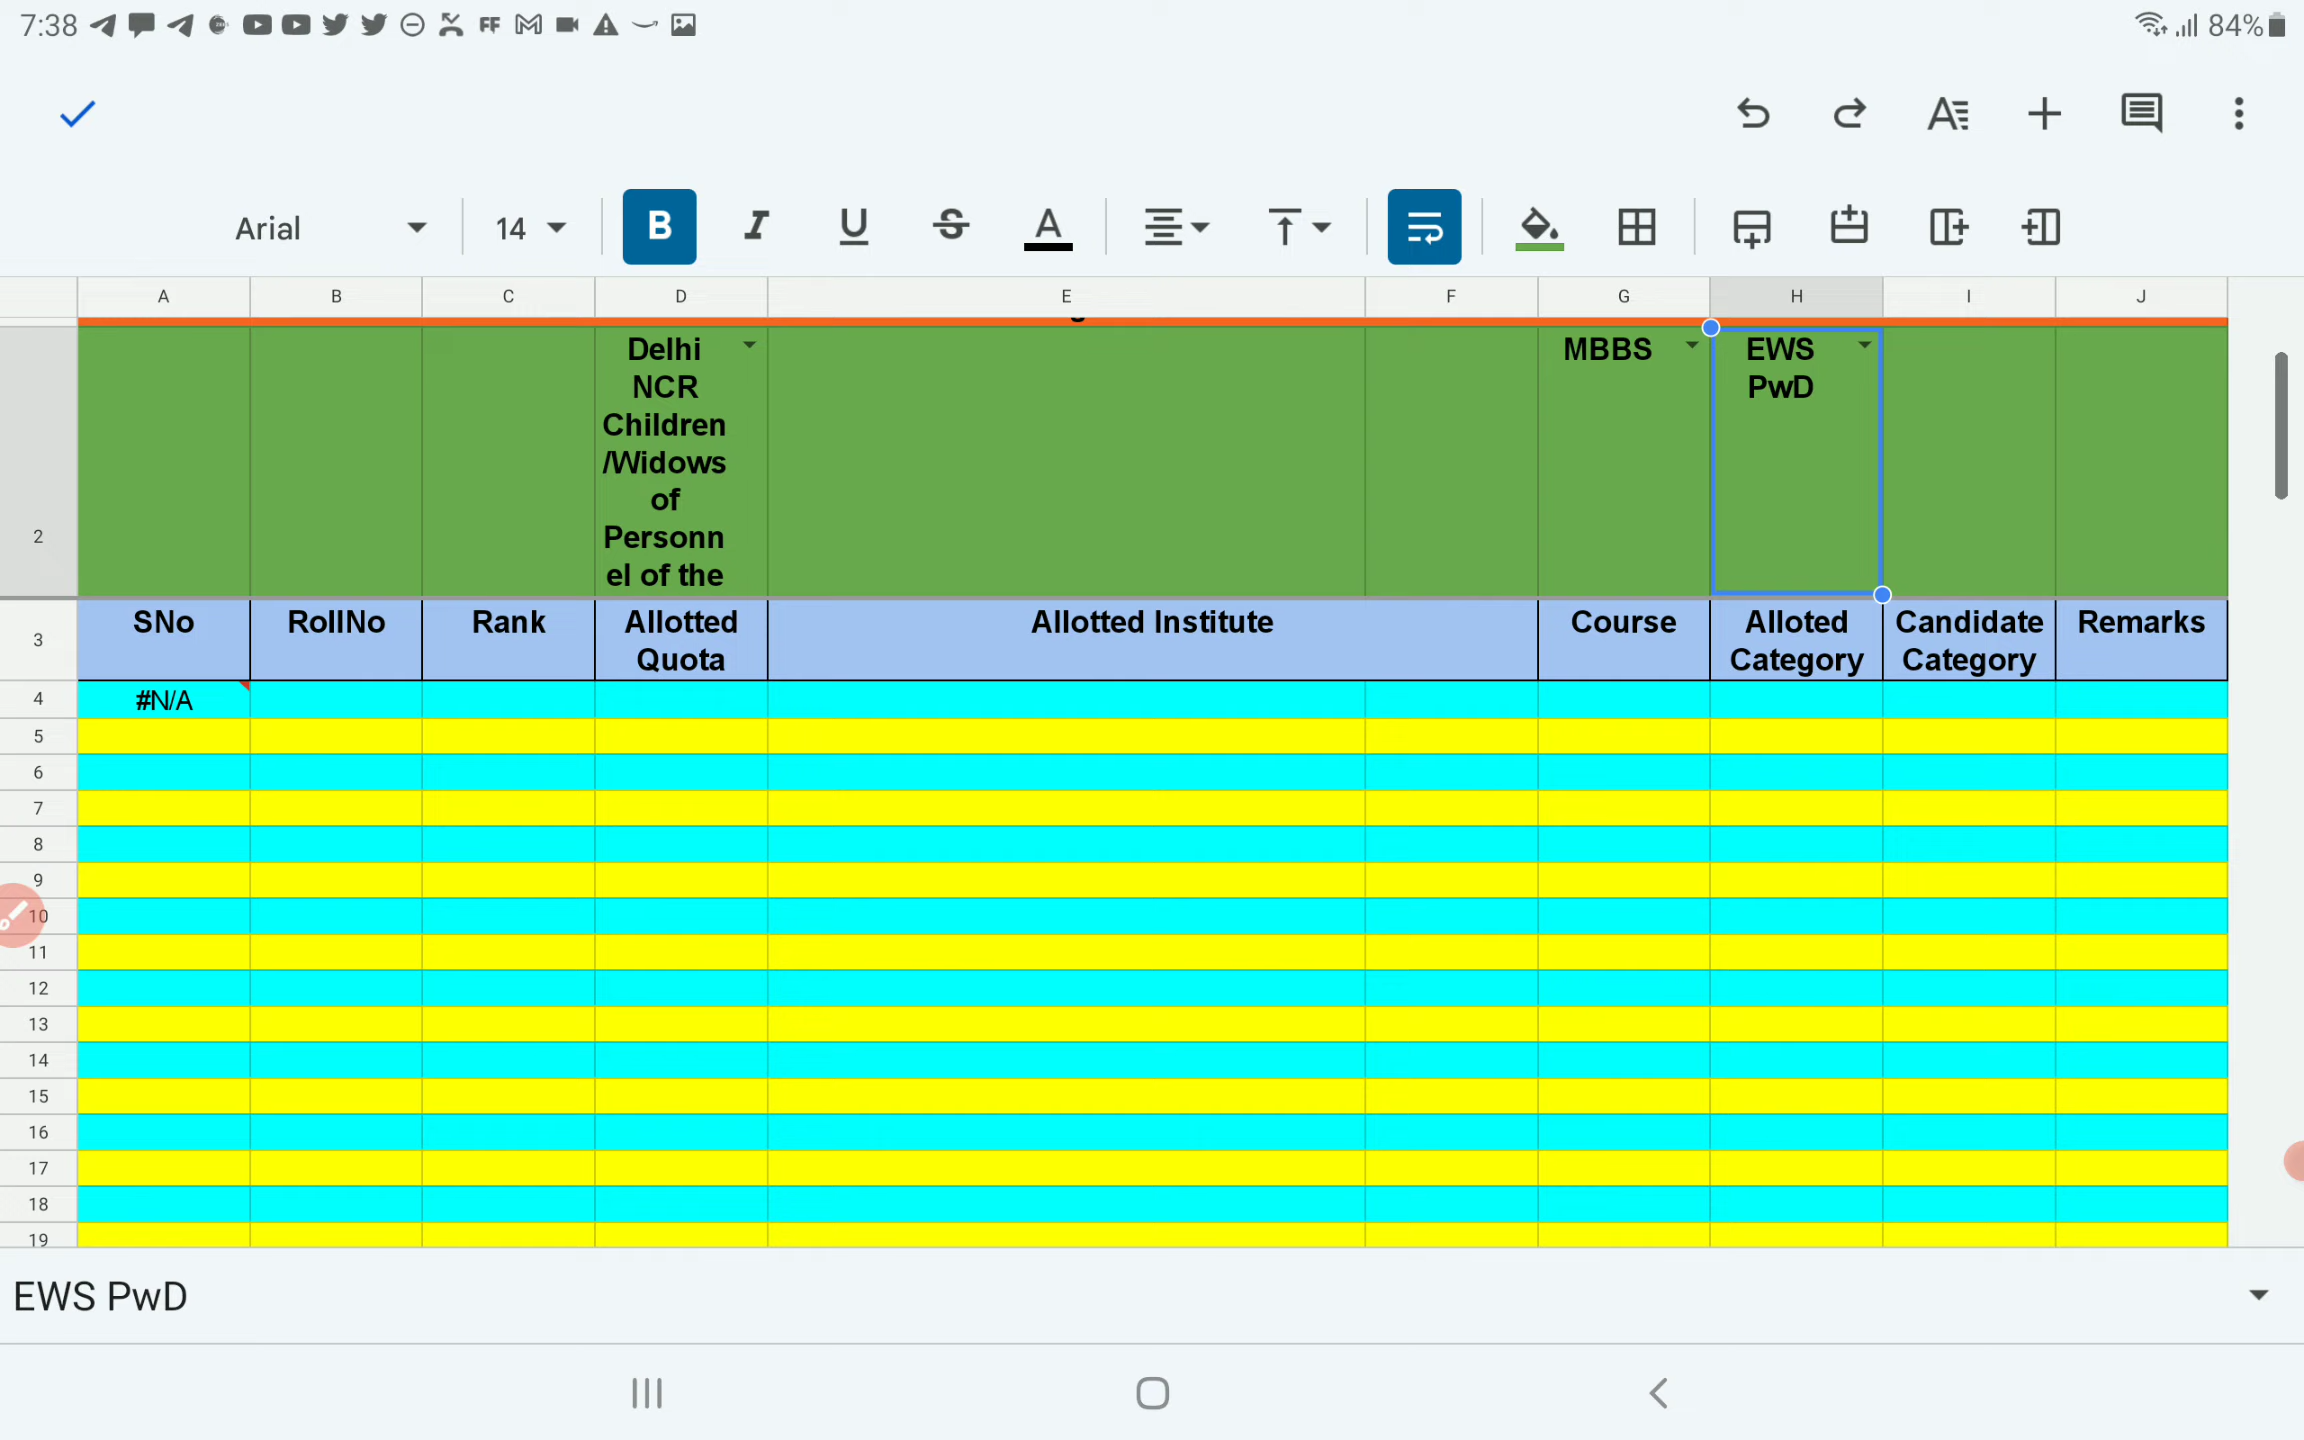 7:38 84%
Arial 14 B I U S A
A B C D E F G H I J
Delhi MBBS EWS
NCR PwD
Children
/Widows
of
2 Personn
el of the
3 SNo RollNo Rank Allotted Allotted Institute Course Alloted Candidate Remarks
Quota Category Category
4 #N/A
5
6
7
8
9
10
11
12
13
14
15
16
17
18
19
EWS PwD